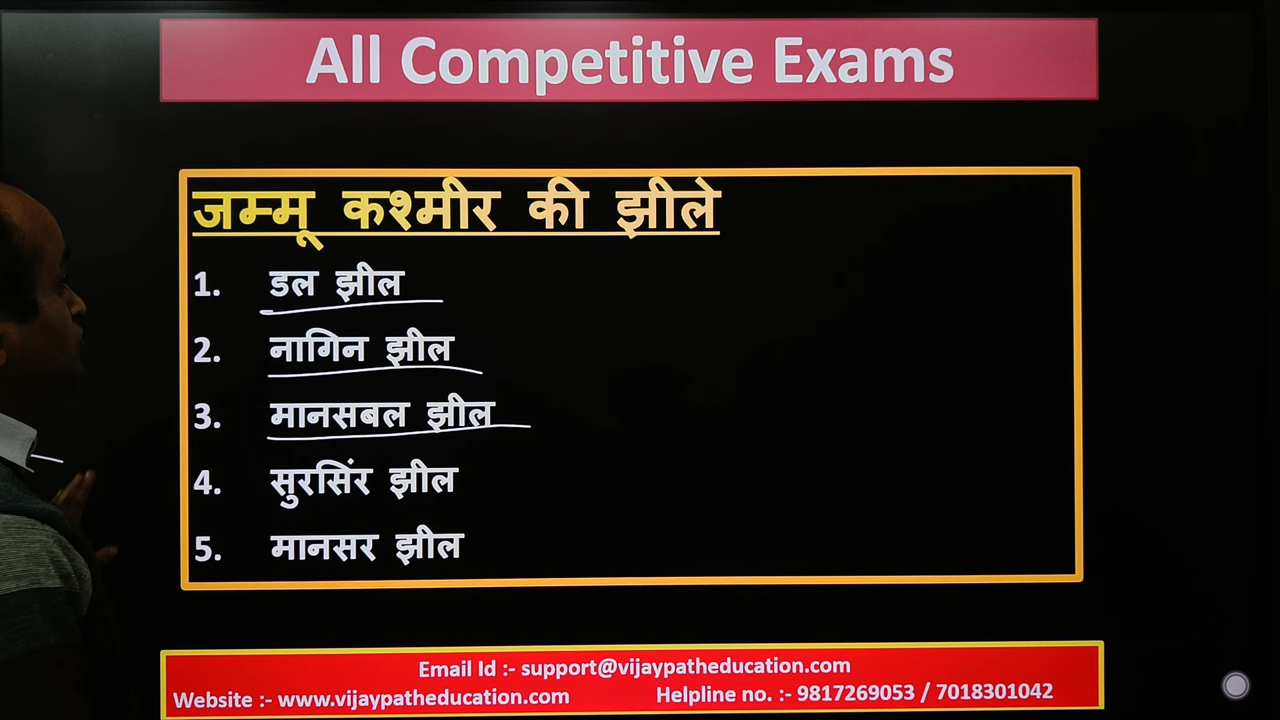 All Competitive Exams
जम्मू कश्मीर की झीले
1. डल झील
2. नागिन झील
3. मानसबल झील
4. सुरसिंर झील
5. मानसर झील
Email Id :- support@vijaypatheducation.com
Website :- www.vijaypatheducation.com Helpline no. :- 9817269053 / 7018301042